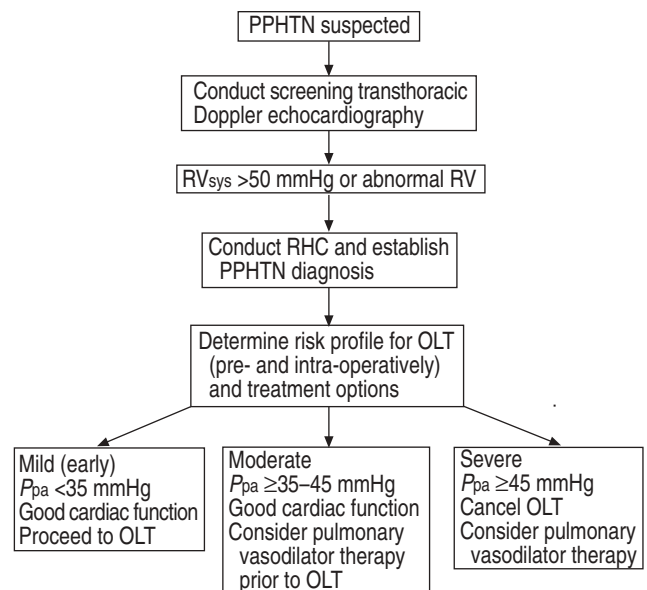 PPHTN suspected
Conduct screening transthoracic
Doppler echocardiography
RVsys >50 mmHg or abnormal RV
Conduct RHC and establish
PPHTN diagnosis
Determine risk profile for OLT
(pre- and intra-operatively)
and treatment options
Mild (early)
Ppa <35 mmHg
Good cardiac function
Proceed to OLT
Moderate
Ppa ≥35–45 mmHg
Good cardiac function
Consider pulmonary
vasodilator therapy
prior to OLT
Severe
Ppa ≥45 mmHg
Cancel OLT
Consider pulmonary
vasodilator therapy